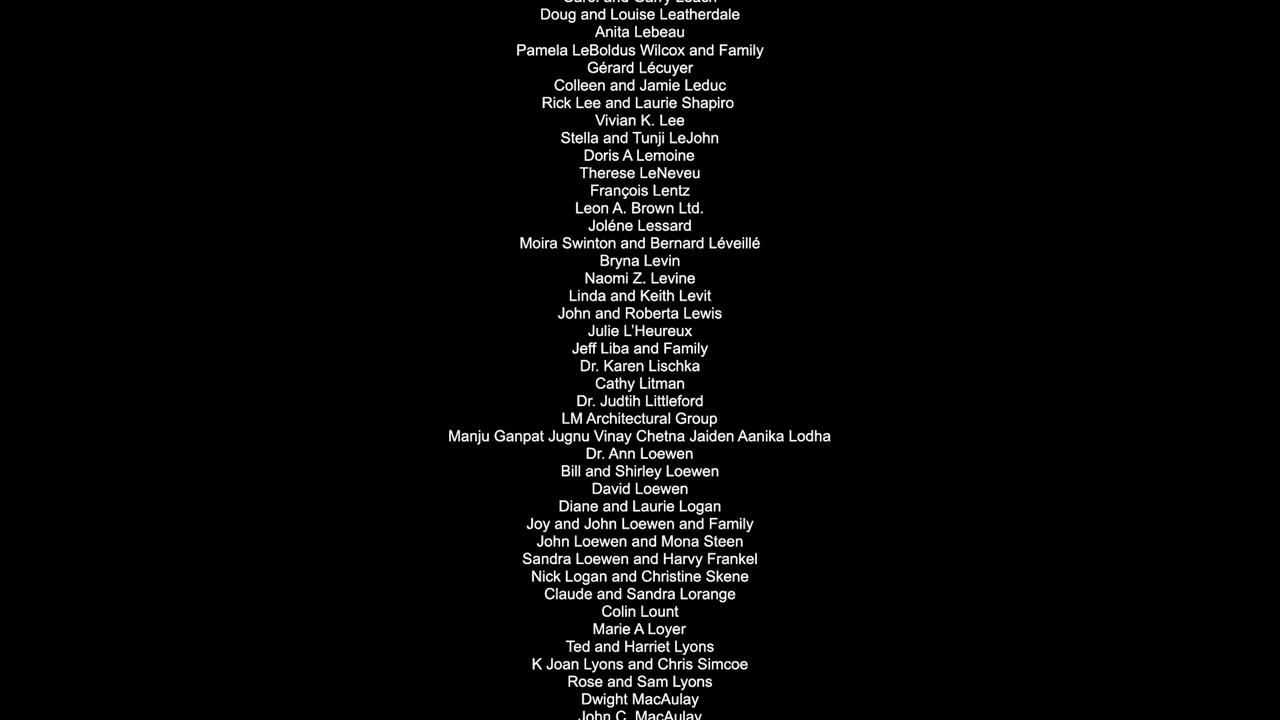 Carol and Garry Leach
Doug and Louise Leatherdale
Anita Lebeau
Pamela LeBoldus Wilcox and Family
Gérard Lécuyer
Colleen and Jamie Leduc
Rick Lee and Laurie Shapiro
Vivian K. Lee
Stella and Tunji LeJohn
Doris A Lemoine
Therese LeNeveu
François Lentz
Leon A. Brown Ltd.
Joléne Lessard
Moira Swinton and Bernard Léveillé
Bryna Levin
Naomi Z. Levine
Linda and Keith Levit
John and Roberta Lewis
Julie L'Heureux
Jeff Liba and Family
Dr. Karen Lischka
Cathy Litman
Dr. Judtih Littleford
LM Architectural Group
Manju Ganpat Jugnu Vinay Chetna Jaiden Aanika Lodha
Dr. Ann Loewen
Bill and Shirley Loewen
David Loewen
Diane and Laurie Logan
Joy and John Loewen and Family
John Loewen and Mona Steen
Sandra Loewen and Harvy Frankel
Nick Logan and Christine Skene
Claude and Sandra Lorange
Colin Lount
Marie A Loyer
Ted and Harriet Lyons
K Joan Lyons and Chris Simcoe
Rose and Sam Lyons
Dwight MacAulay
John C. MacAulay